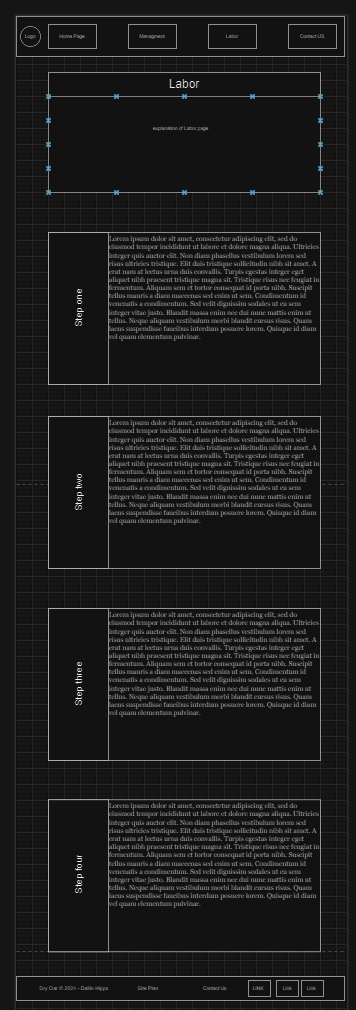 Logo
Home Page
Managment
Labor
Contact US
Labor
explanation of Labor page
Step one
Lorem ipsum dolor sit amet, consectetur adipiscing elit, sed do
eiusmod tempor incididunt ut labore et dolore magna aliqua. Ultricies
integer quis auctor elit. Non diam phasellus vestibulum lorem sed
risus ultricies tristique. Elit duis tristique sollicitudin nibh sit amet. A
erat nam at lectus urna duis convallis. Turpis egestas integer eget
aliquet nibh praesent tristique magna sit. Tristique risus nec feugiat in
fermentum. Aliquam sem et tortor consequat id porta nibh. Suscipit
tellus mauris a diam maecenas sed enim ut sem. Condimentum id
venenatis a condimentum. Sed velit dignissim sodales ut eu sem
integer vitae justo. Blandit massa enim nec dui nunc mattis enim ut
tellus. Neque aliquam vestibulum morbi blandit cursus risus. Quam
lacus suspendisse faucibus interdum posuere lorem. Quisque id diam
vel quam elementum pulvinar.
Step two
Lorem ipsum dolor sit amet, consectetur adipiscing elit, sed do
eiusmod tempor incididunt ut labore et dolore magna aliqua. Ultricies
integer quis auctor elit. Non diam phasellus vestibulum lorem sed
risus ultricies tristique. Elit duis tristique sollicitudin nibh sit amet. A
erat nam at lectus urna duis convallis. Turpis egestas integer eget
aliquet nibh praesent tristique magna sit. Tristique risus nec feugiat in
fermentum. Aliquam sem et tortor consequat id porta nibh. Suscipit
tellus mauris a diam maecenas sed enim ut sem. Condimentum id
venenatis a condimentum. Sed velit dignissim sodales ut eu sem
integer vitae justo. Blandit massa enim nec dui nunc mattis enim ut
tellus. Neque aliquam vestibulum morbi blandit cursus risus. Quam
lacus suspendisse faucibus interdum posuere lorem. Quisque id diam
vel quam elementum pulvinar.
Step three
Lorem ipsum dolor sit amet, consectetur adipiscing elit, sed do
eiusmod tempor incididunt ut labore et dolore magna aliqua. Ultricies
integer quis auctor elit. Non diam phasellus vestibulum lorem sed
risus ultricies tristique. Elit duis tristique sollicitudin nibh sit amet. A
erat nam at lectus urna duis convallis. Turpis egestas integer eget
aliquet nibh praesent tristique magna sit. Tristique risus nec feugiat in
fermentum. Aliquam sem et tortor consequat id porta nibh. Suscipit
tellus mauris a diam maecenas sed enim ut sem. Condimentum id
venenatis a condimentum. Sed velit dignissim sodales ut eu sem
integer vitae justo. Blandit massa enim nec dui nunc mattis enim ut
tellus. Neque aliquam vestibulum morbi blandit cursus risus. Quam
lacus suspendisse faucibus interdum posuere lorem. Quisque id diam
vel quam elementum pulvinar.
Step four
Lorem ipsum dolor sit amet, consectetur adipiscing elit, sed do
eiusmod tempor incididunt ut labore et dolore magna aliqua. Ultricies
integer quis auctor elit. Non diam phasellus vestibulum lorem sed
risus ultricies tristique. Elit duis tristique sollicitudin nibh sit amet. A
erat nam at lectus urna duis convallis. Turpis egestas integer eget
aliquet nibh praesent tristique magna sit. Tristique risus nec feugiat in
fermentum. Aliquam sem et tortor consequat id porta nibh. Suscipit
tellus mauris a diam maecenas sed enim ut sem. Condimentum id
venenatis a condimentum. Sed velit dignissim sodales ut eu sem
integer vitae justo. Blandit massa enim nec dui nunc mattis enim ut
tellus. Neque aliquam vestibulum morbi blandit cursus risus. Quam
lacus suspendisse faucibus interdum posuere lorem. Quisque id diam
vel quam elementum pulvinar.
Dry Oar © 2024 • Dallin Hipps
Site Plan
Contact Us
LINK
Link
Link